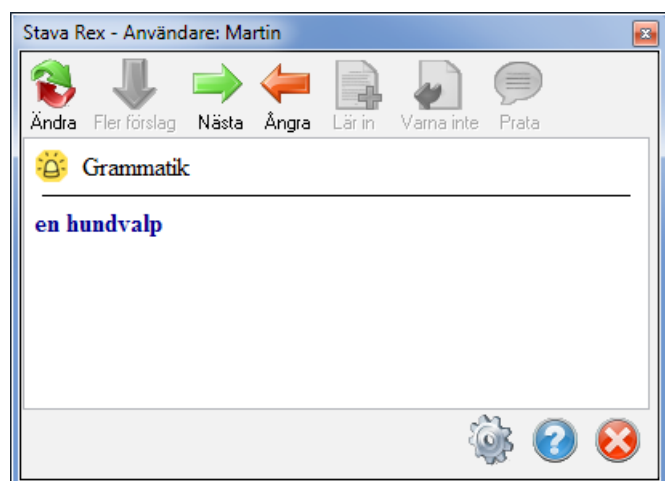 Stava Rex - Användare: Martin
Ändra Fler förslag Nästa Ångra Lär in Varna inte Prata
Grammatik
en hundvalp
?